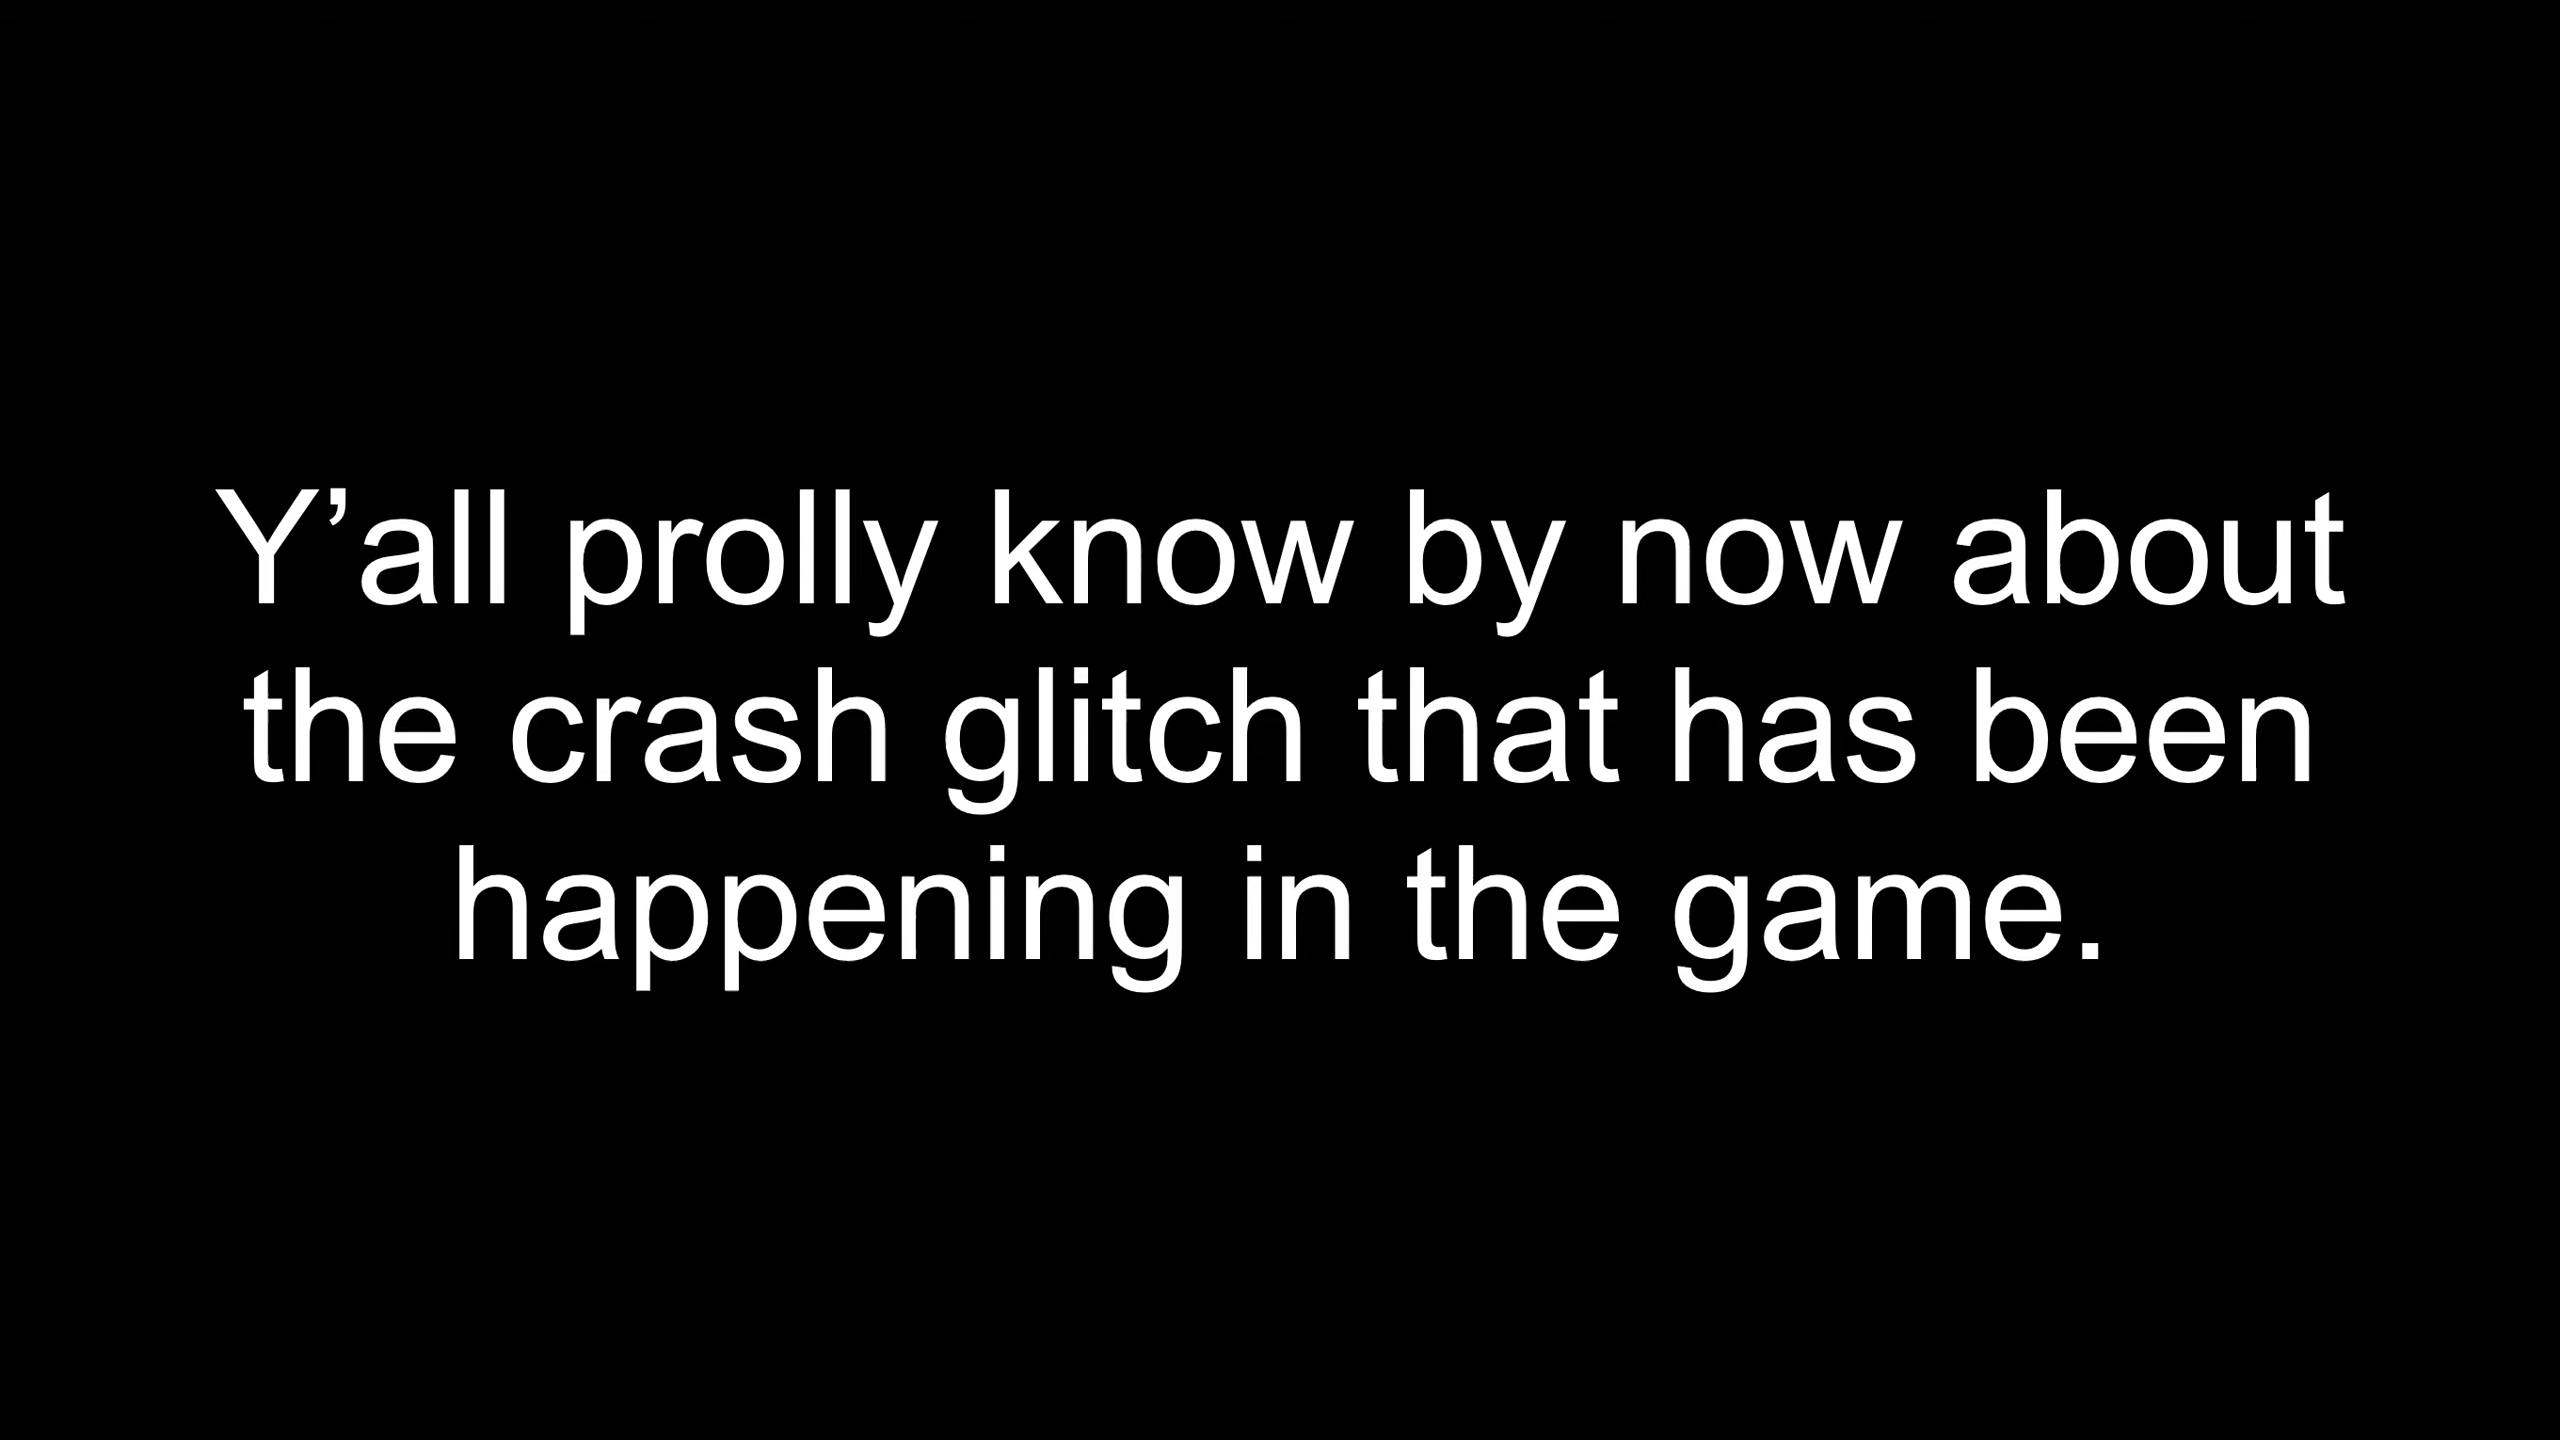 Y’all prolly know by now about
the crash glitch that has been
happening in the game.